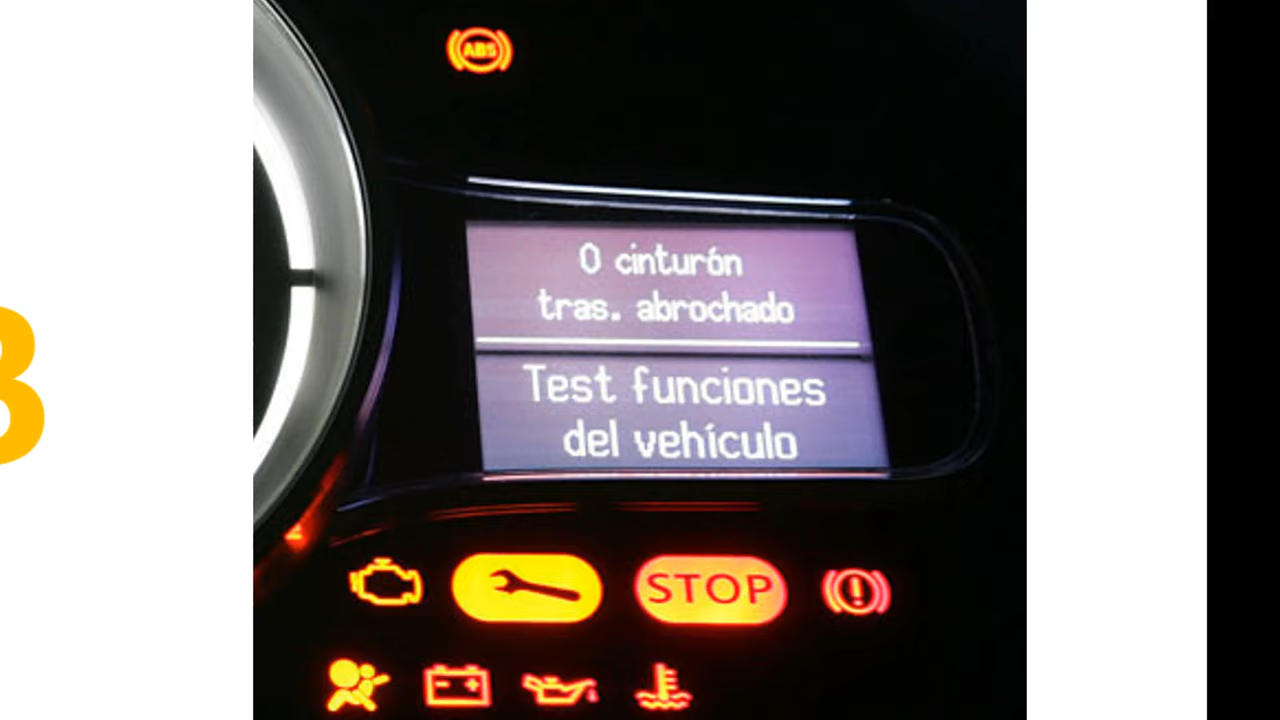 ABS
0 cinturón
tras. abrochado
Test funciones
del vehículo
STOP